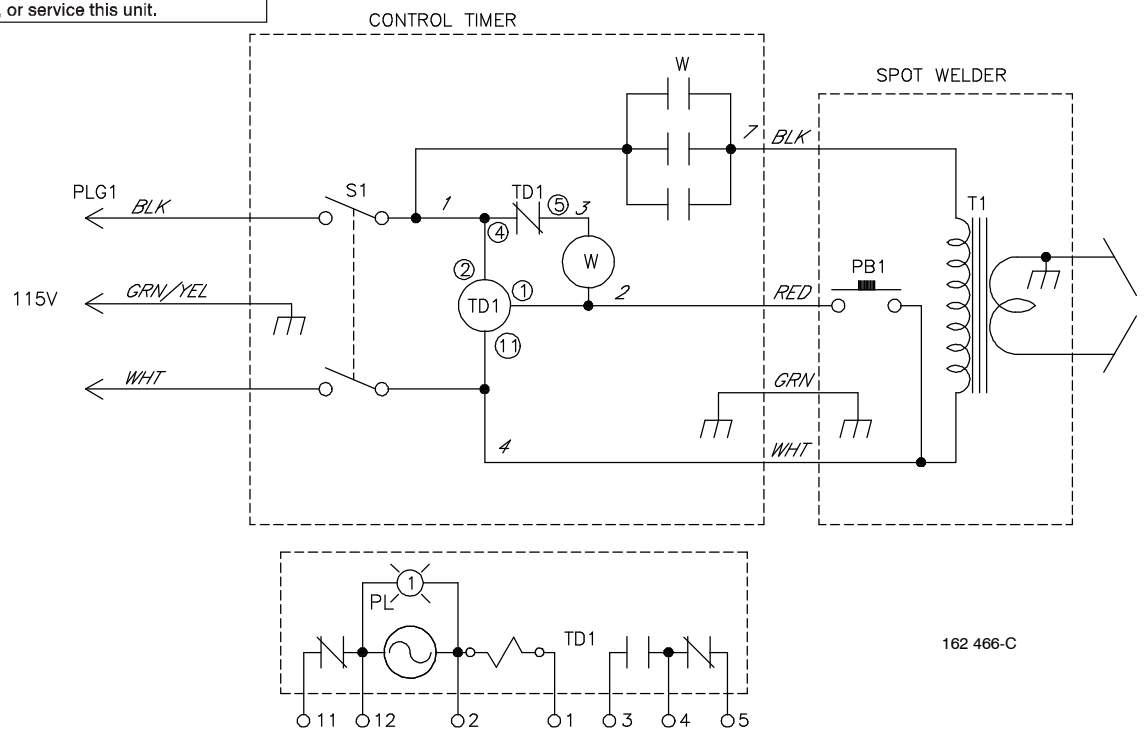 , or service this unit.
CONTROL TIMER
W
SPOT WELDER
7 BLK
PLG1
BLK
S1
1
TD1
5
3
T1
4
W
2
PB1
115V
GRN/YEL
TD1
1
2
RED
11
WHT
GRN
4
WHT
1
PL
TD1
162 466-C
11
12
2
1
3
4
5